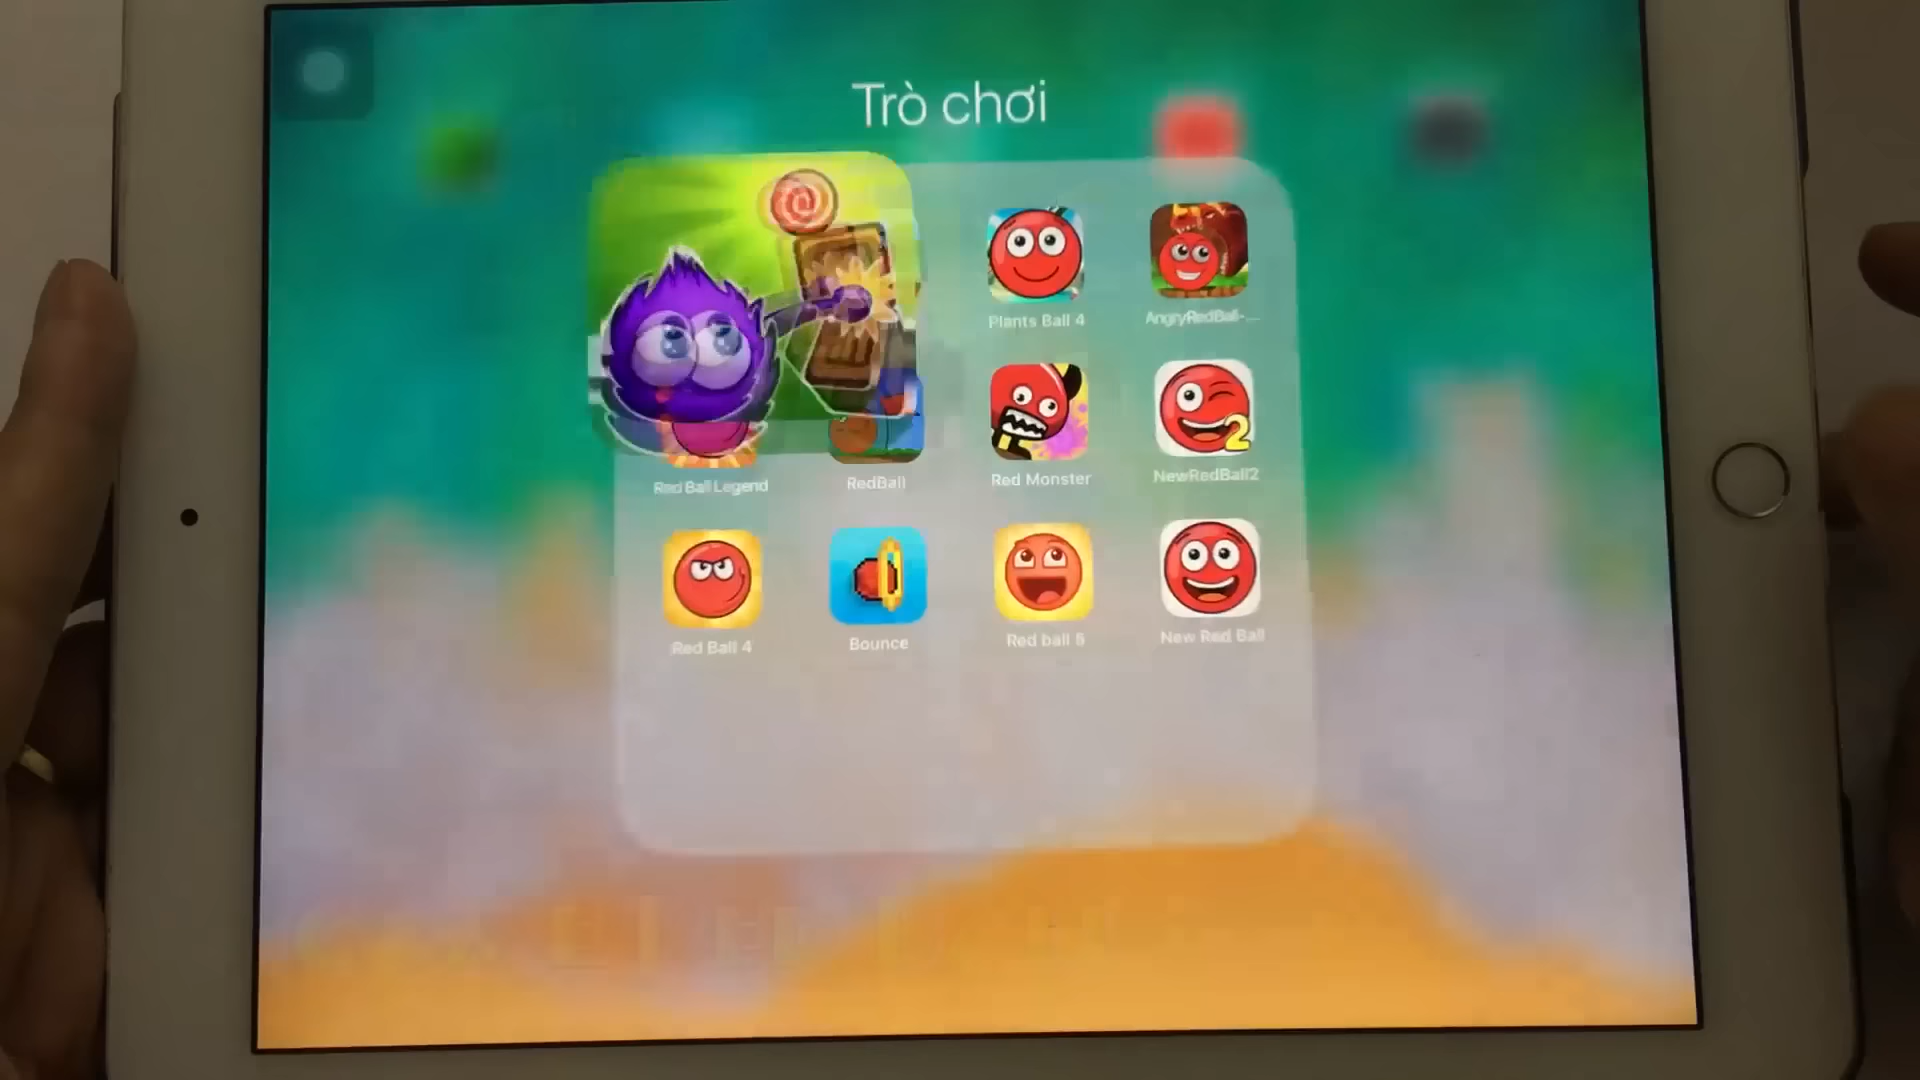 Trò chơi
Plants Ball 4
AngryRedBall-...
Red Ball Legend
RedBall
Red Monster
NewRedBall2
2
Red Ball 4
Bounce
Red ball 5
New Red Ball